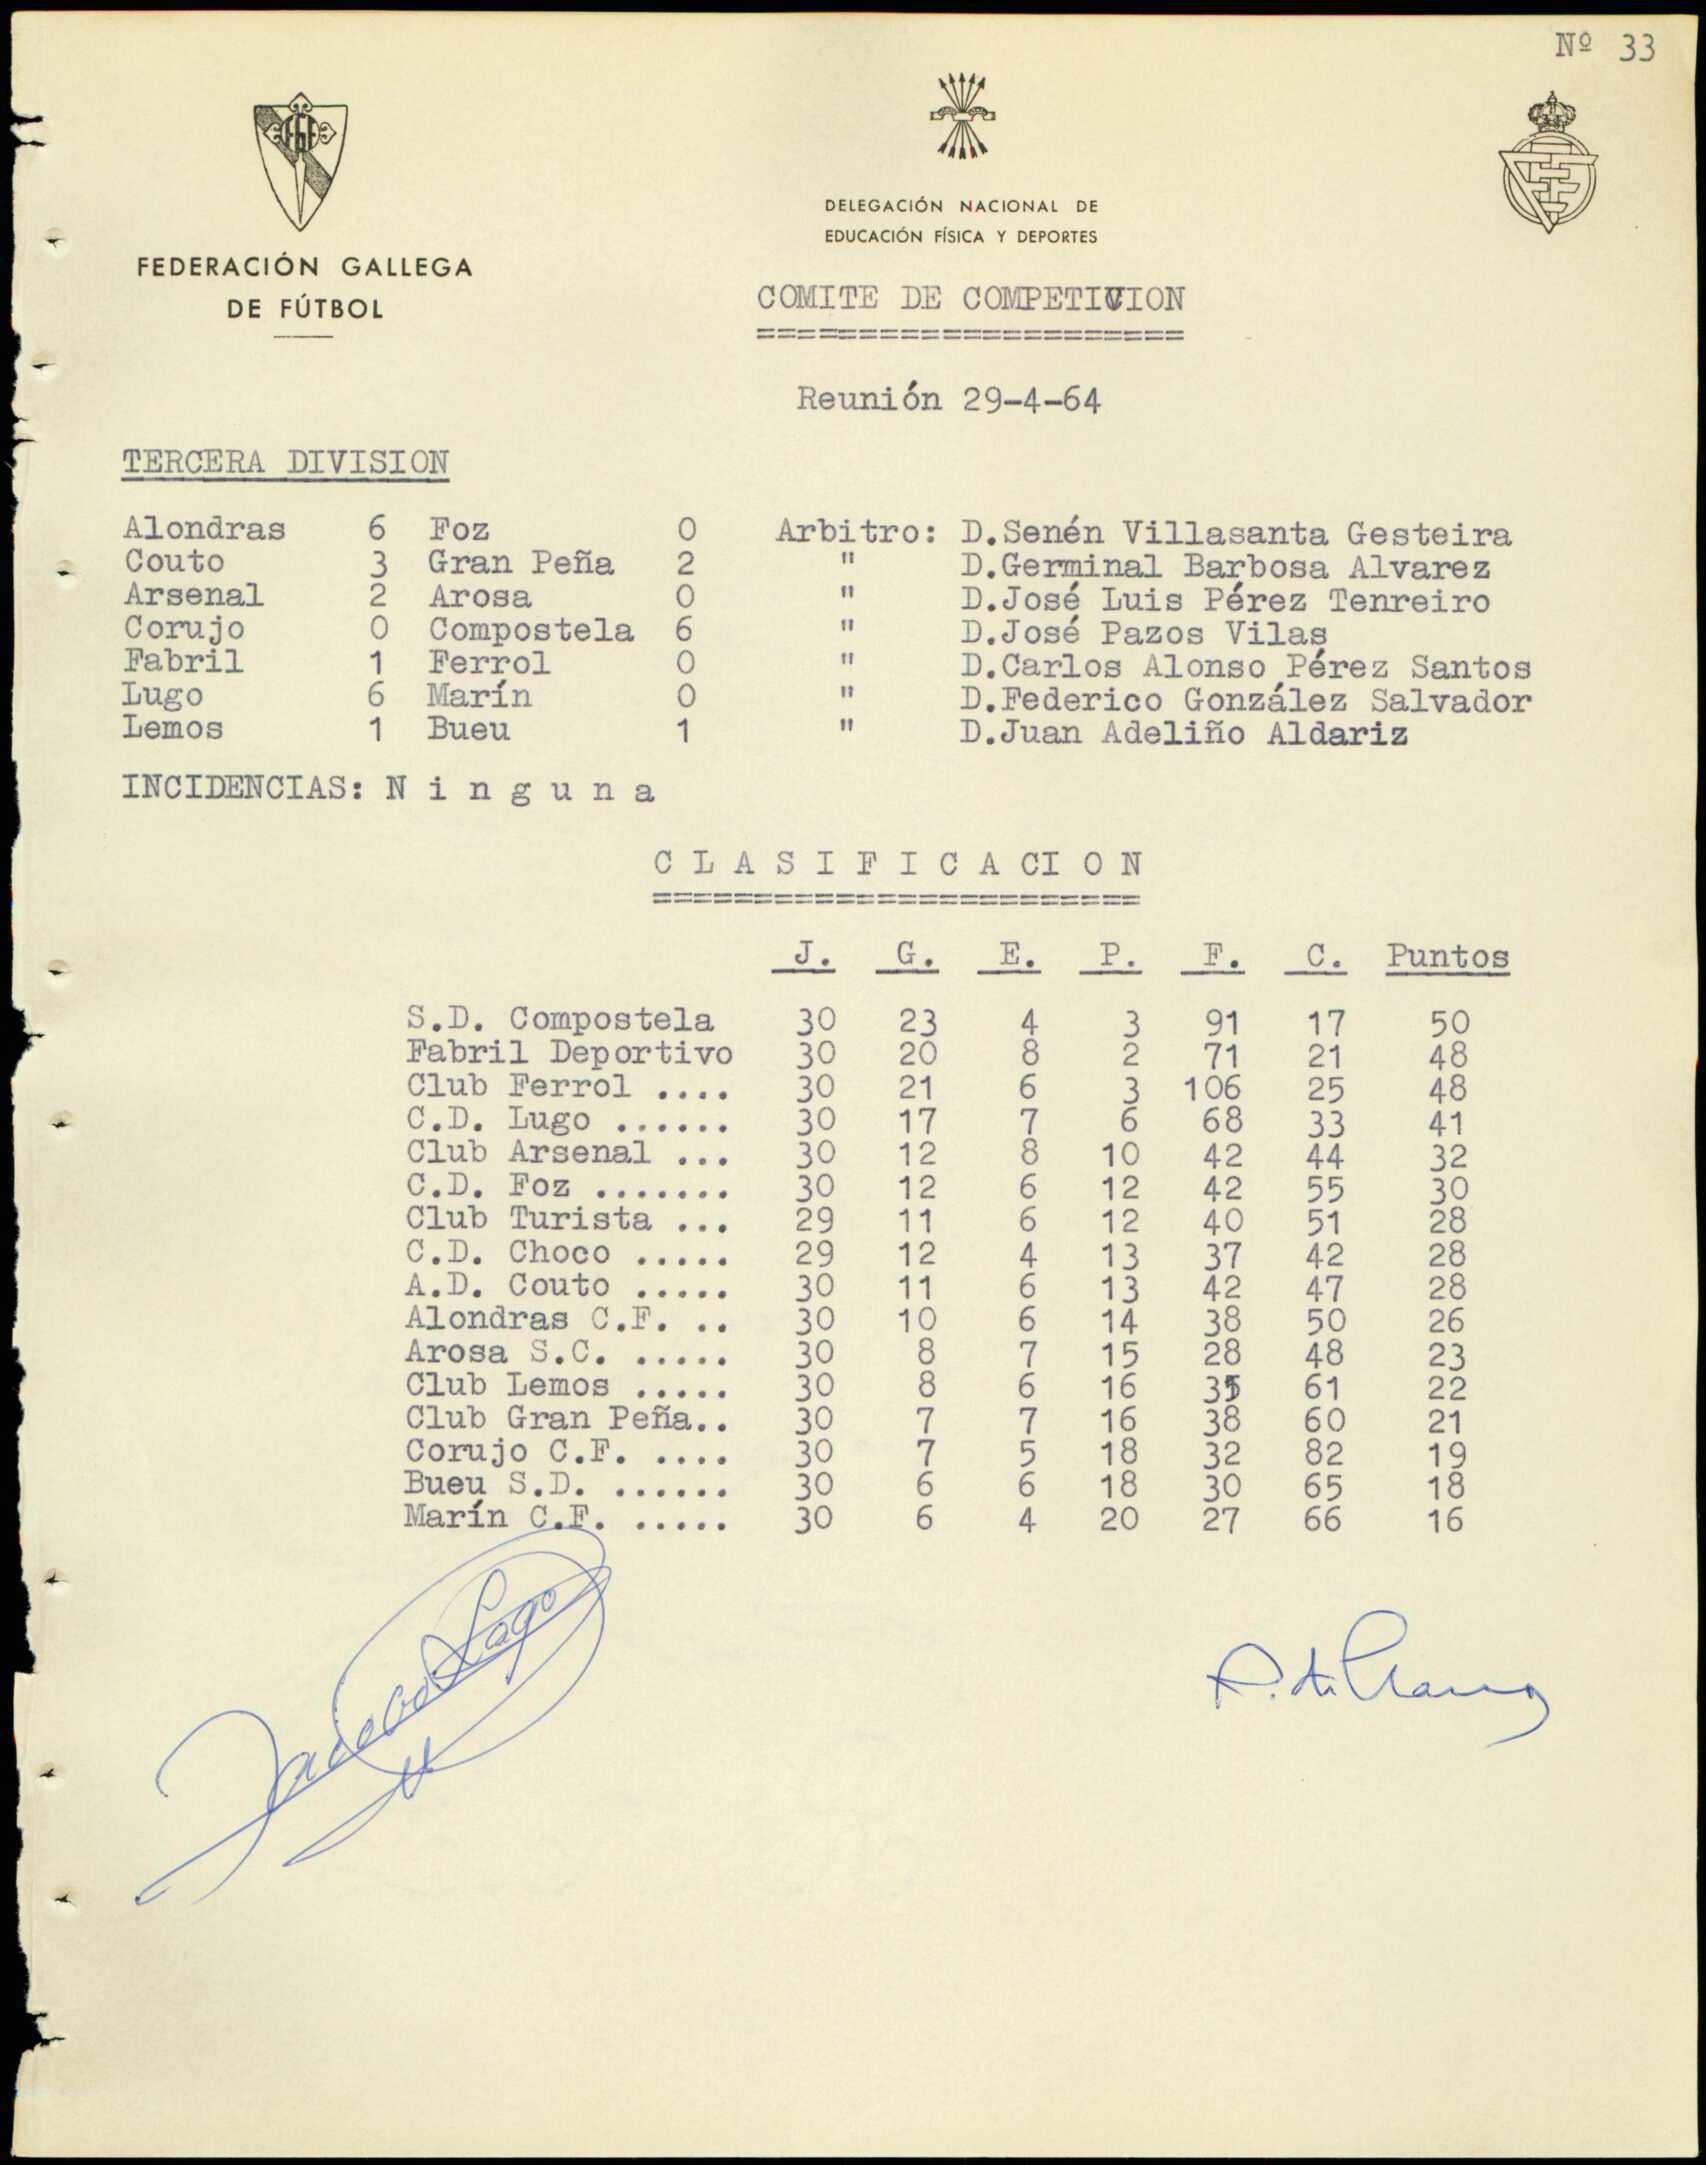 Nº 33
FEDERACIÓN GALLEGA
DE FÚTBOL
DELEGACIÓN NACIONAL DE
EDUCACIÓN FÍSICA Y DEPORTES
COMITE DE COMPETICION
=====================
Reunión 29-4-64
TERCERA DIVISION
Alondras 6 Foz 0 Arbitro: D.Senén Villasanta Gesteira
Couto 3 Gran Peña 2 " D.Germinal Barbosa Alvarez
Arsenal 2 Arosa 0 " D.José Luis Pérez Tenreiro
Corujo 0 Compostela 6 " D.José Pazos Vilas
Fabril 1 Ferrol 0 " D.Carlos Alonso Pérez Santos
Lugo 6 Marín 0 " D.Federico González Salvador
Lemos 1 Bueu 1 " D.Juan Adeliño Aldariz
INCIDENCIAS: N i n g u n a
C L A S I F I C A CI O N
========================
J. G. E. P. F. C. Puntos
S.D. Compostela 30 23 4 3 91 17 50
Fabril Deportivo 30 20 8 2 71 21 48
Club Ferrol .... 30 21 6 3 106 25 48
C.D. Lugo ...... 30 17 7 6 68 33 41
Club Arsenal ... 30 12 8 10 42 44 32
C.D. Foz ....... 30 12 6 12 42 55 30
Club Turista ... 29 11 6 12 40 51 28
C.D. Choco ..... 29 12 4 13 37 42 28
A.D. Couto ..... 30 11 6 13 42 47 28
Alondras C.F. .. 30 10 6 14 38 50 26
Arosa S.C. ..... 30 8 7 15 28 48 23
Club Lemos ..... 30 8 6 16 35 61 22
Club Gran Peña.. 30 7 7 16 38 60 21
Corujo C.F. .... 30 7 5 18 32 82 19
Bueu S.D. ...... 30 6 6 18 30 65 18
Marín C.F. ..... 30 6 4 20 27 66 16
Lago